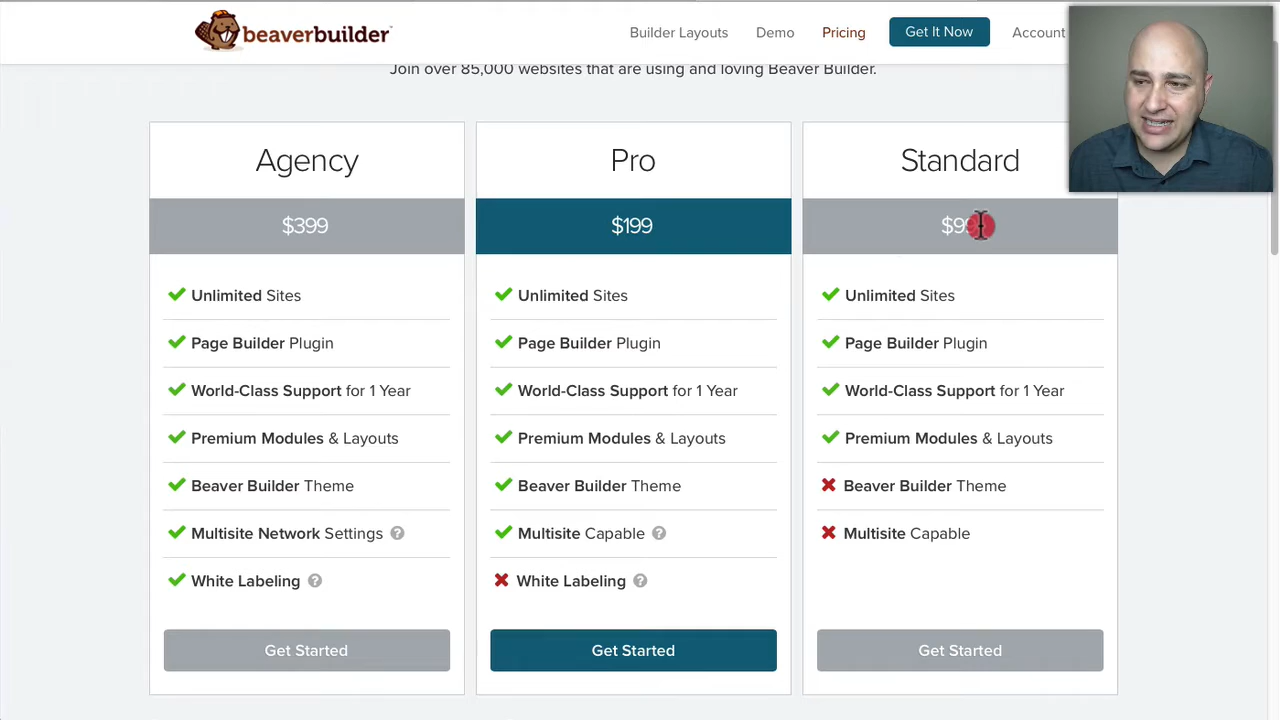 beaverbuilder™
Builder Layouts
Demo
Pricing
Get It Now
Account
Join over 85,000 websites that are using and loving Beaver Builder.
Agency
$399
Unlimited Sites
Page Builder Plugin
World-Class Support for 1 Year
Premium Modules & Layouts
Beaver Builder Theme
Multisite Network Settings ?
White Labeling ?
Get Started
Pro
$199
Unlimited Sites
Page Builder Plugin
World-Class Support for 1 Year
Premium Modules & Layouts
Beaver Builder Theme
Multisite Capable ?
White Labeling ?
Get Started
Standard
Unlimited Sites
Page Builder Plugin
World-Class Support for 1 Year
Premium Modules & Layouts
Beaver Builder Theme
Multisite Capable
Get Started